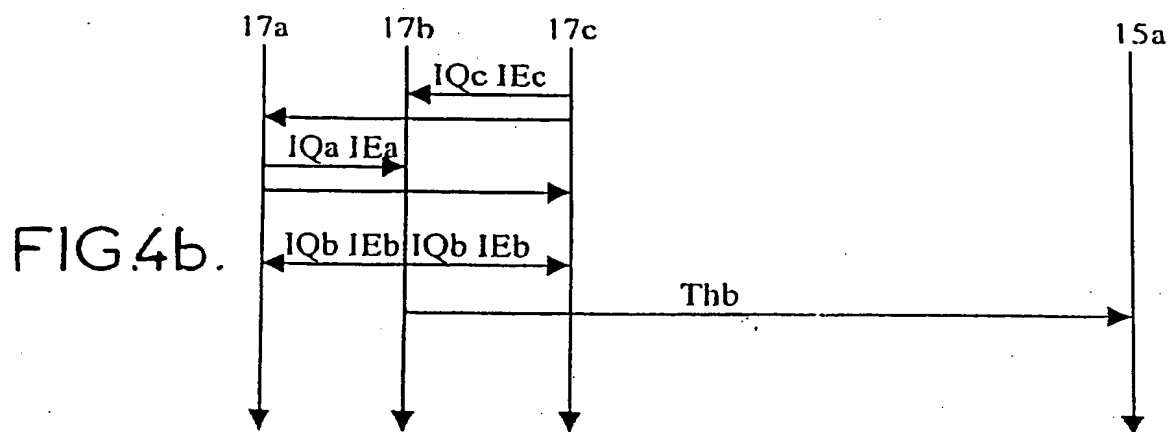 17a 17b 17c 15a
IQc IEc
IQa IEa
IQb IEb IQb IEb
FIG.4b.
Thb